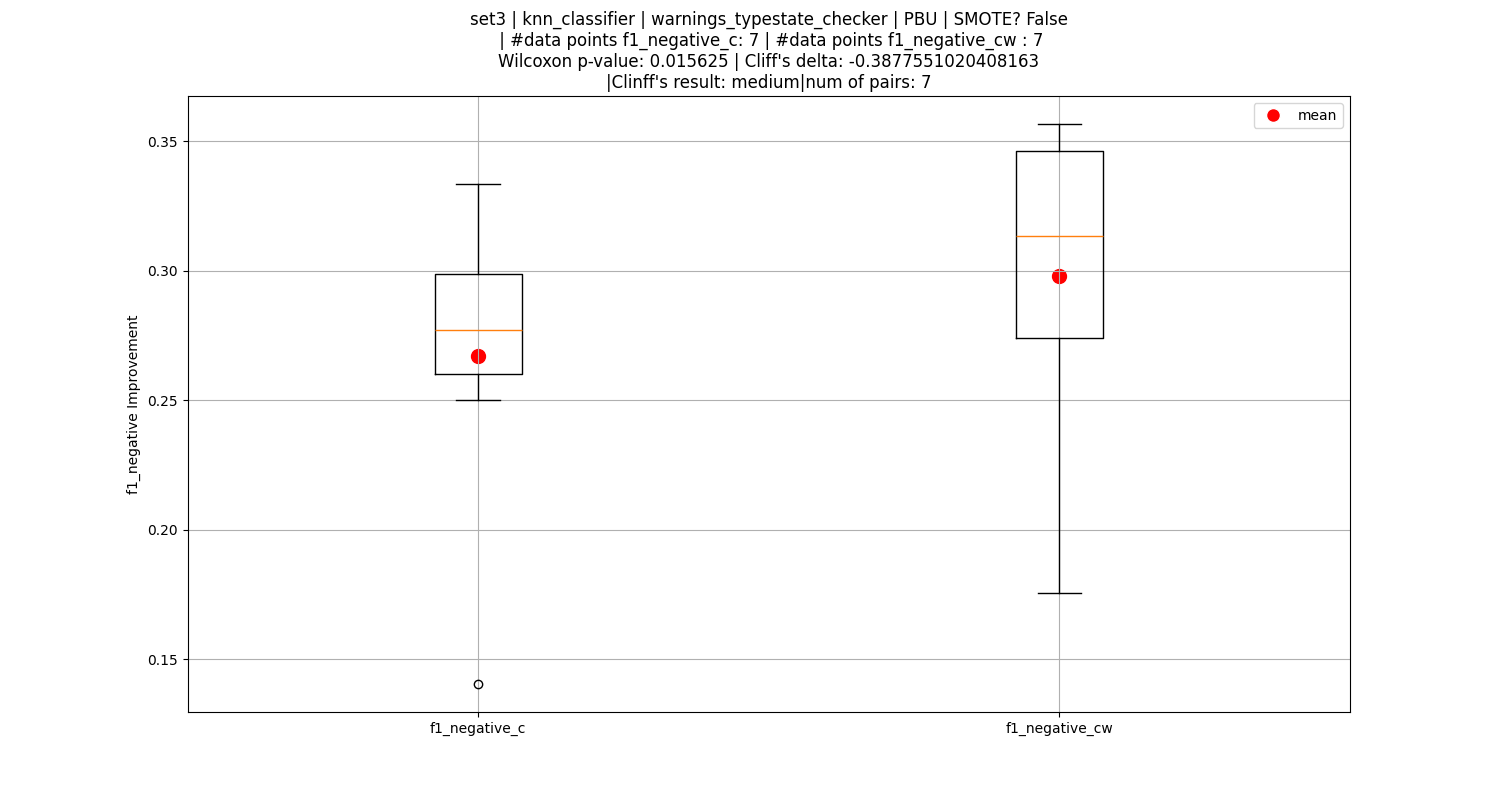 set3 | knn_classifier | warnings_typestate_checker | PBU | SMOTE? False
| #data points f1_negative_c: 7 | #data points f1_negative_cw : 7
Wilcoxon p-value: 0.015625 | Cliff's delta: -0.3877551020408163
|Clinff's result: medium|num of pairs: 7
mean
0.35
0.30
0.25
0.20
0.15
f1_negative Improvement
f1_negative_c
f1_negative_cw